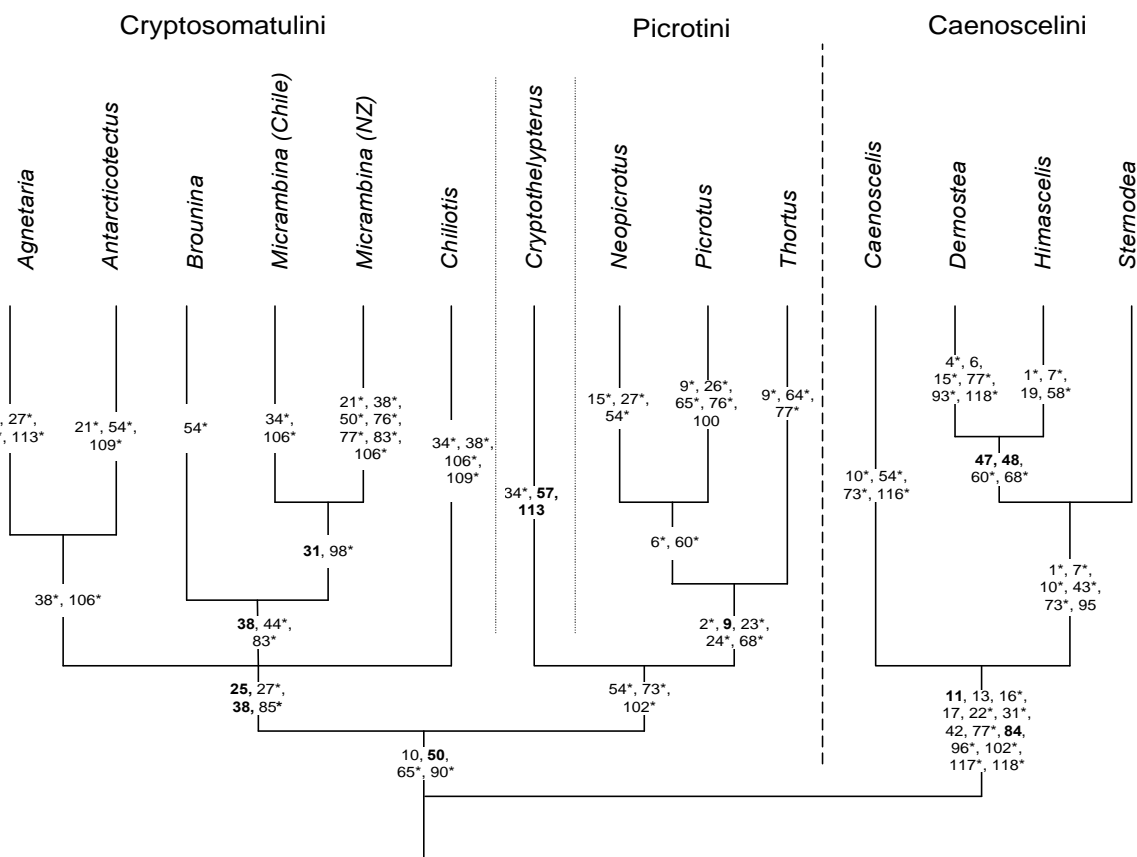 Cryptosomatulini
Picrotini
Caenoscelini
Agnetaria
Antarcticotectus
Brounina
Micrambina (Chile)
Micrambina (NZ)
Chiliotis
Cryptothelypterus
Neopicrotus
Picrotus
Thortus
Caenoscelis
Dernostea
Himascelis
Sternodea
, 27*,
*, 113*
21*, 54*,
109*
54*
34*,
106*
21*, 38*,
50*, 76*,
77*, 83*,
106*
34*, 38*,
106*,
109*
34*, 57,
113
15*, 27*,
54*
9*, 26*,
65*, 76*,
100
9*, 64*,
77*
10*, 54*,
73*, 116*
4*, 6,
15*, 77*,
93*, 118*
1*, 7*,
19, 58*
47, 48,
60*, 68*
31, 98*
6*, 60*
38*, 106*
38, 44*,
83*
2*, 9, 23*,
24*, 68*
1*, 7*,
10*, 43*,
73*, 95
25, 27*,
38, 85*
54*, 73*,
102*
11, 13, 16*,
17, 22*, 31*,
42, 77*, 84,
96*, 102*,
117*, 118*
10, 50,
65*, 90*